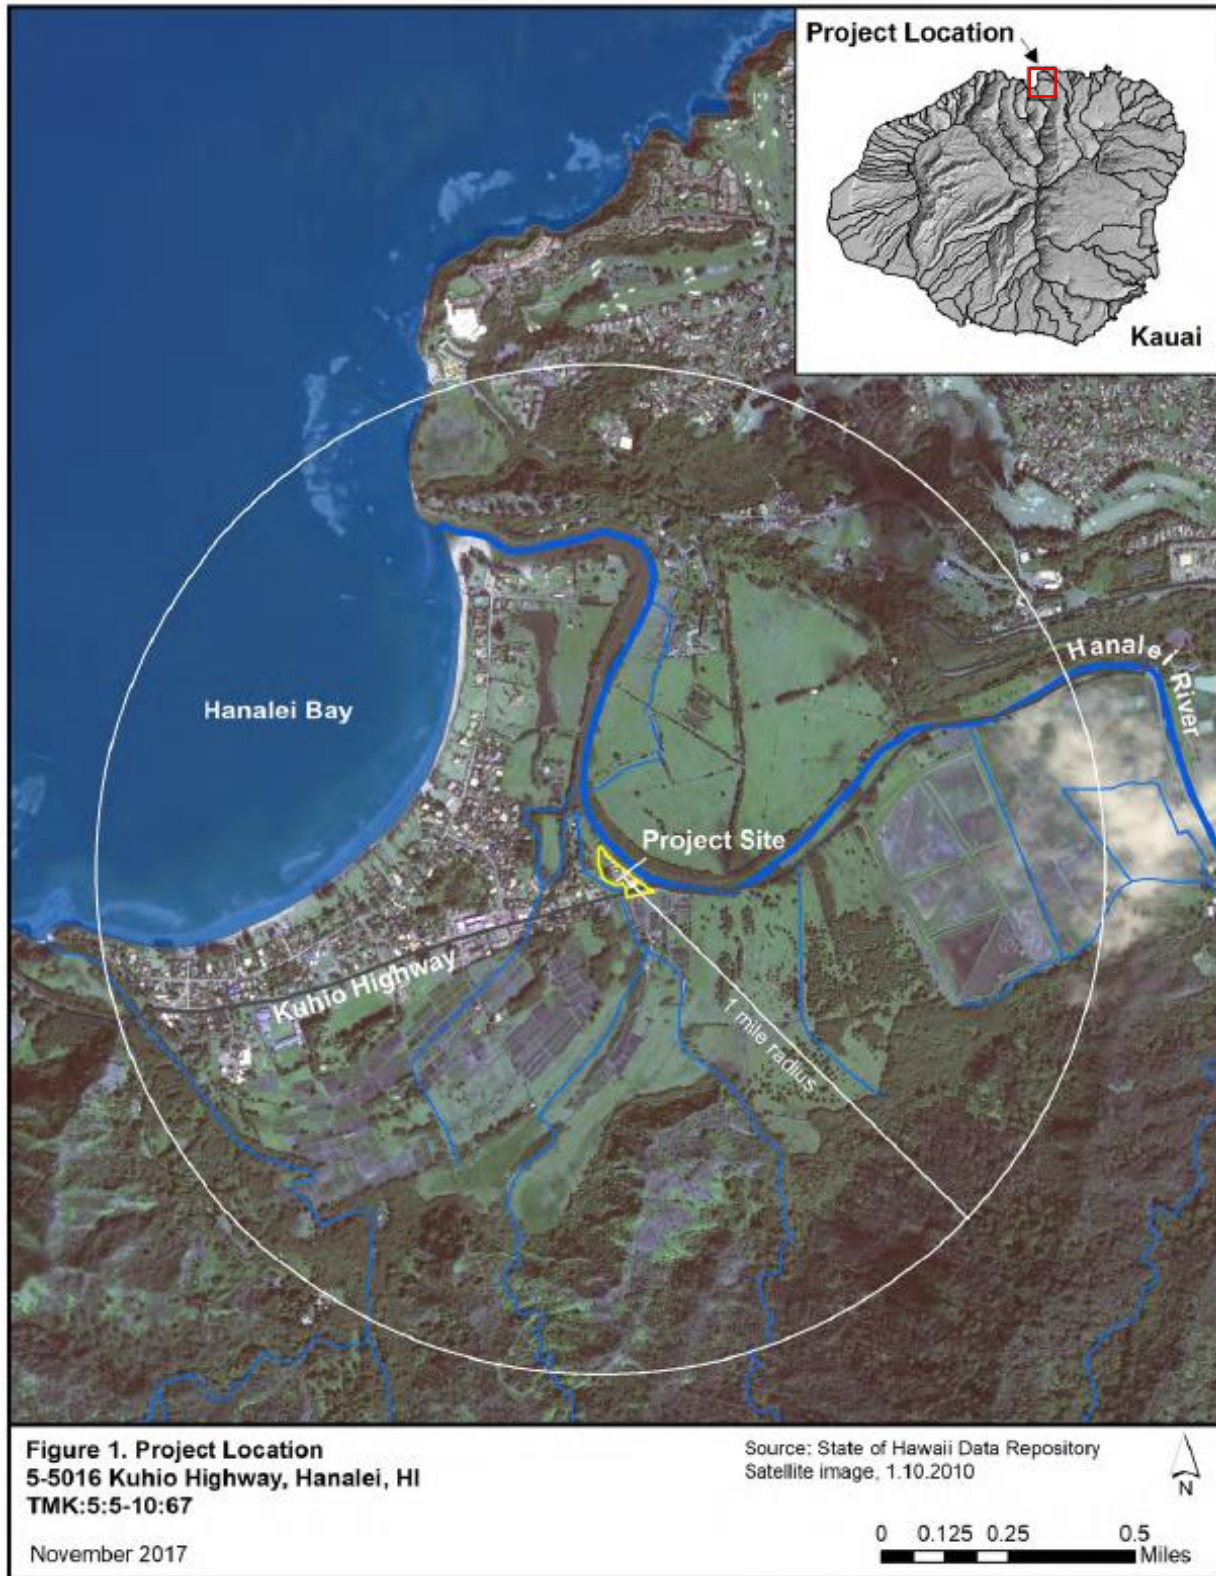 Project Location
Kauai
Hanalei River
Hanalei Bay
Project Site
Kuhio Highway
1 mile radius
Figure 1. Project Location
5-5016 Kuhio Highway, Hanalei, HI
TMK:5:5-10:67
November 2017
Source: State of Hawaii Data Repository
Satellite image, 1.10.2010
N
0 0.125 0.25 0.5
Miles